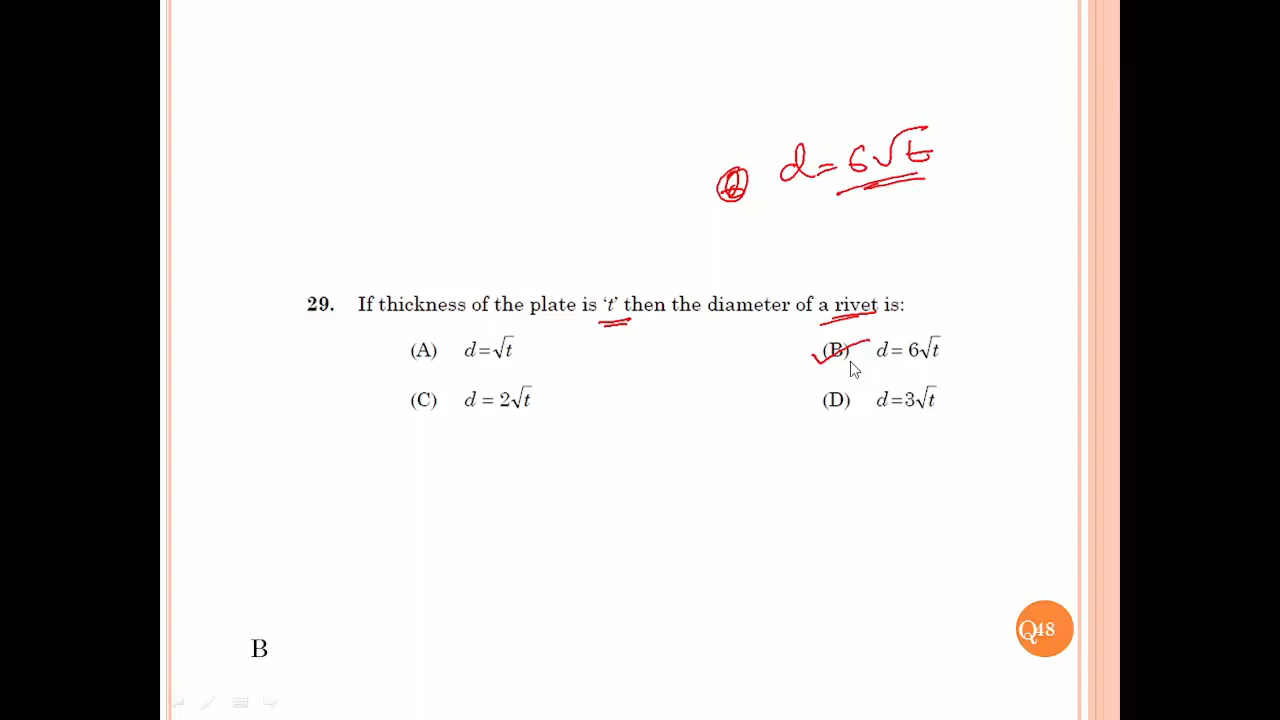 d = 6√t
29. If thickness of the plate is ‘t’ then the diameter of a rivet is:
(A) d=√t (B) d= 6√t
(C) d = 2√t (D) d=3√t
Q48
B